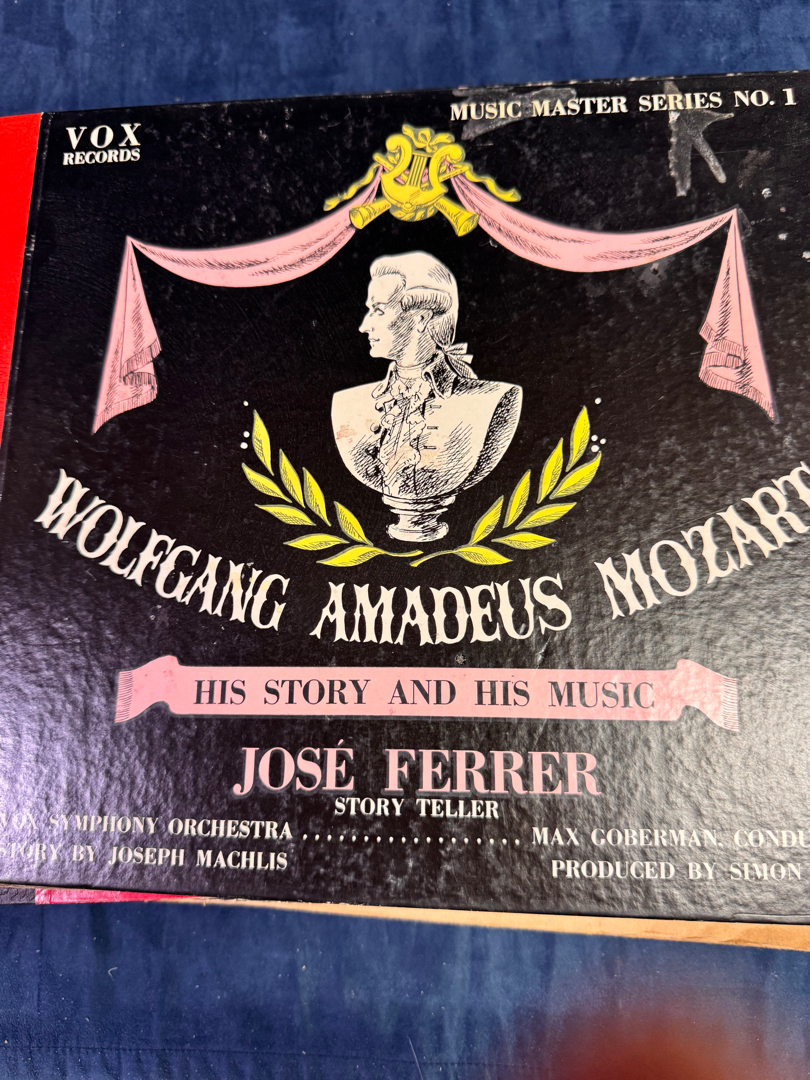 VOX
RECORDS
MUSIC MASTER SERIES NO. 1
WOLFGANG AMADEUS MOZART
HIS STORY AND HIS MUSIC
JOSÉ FERRER
STORY TELLER
VOX SYMPHONY ORCHESTRA .................. MAX GOBERMAN, CONDU
STORY BY JOSEPH MACHLIS
PRODUCED BY SIMON